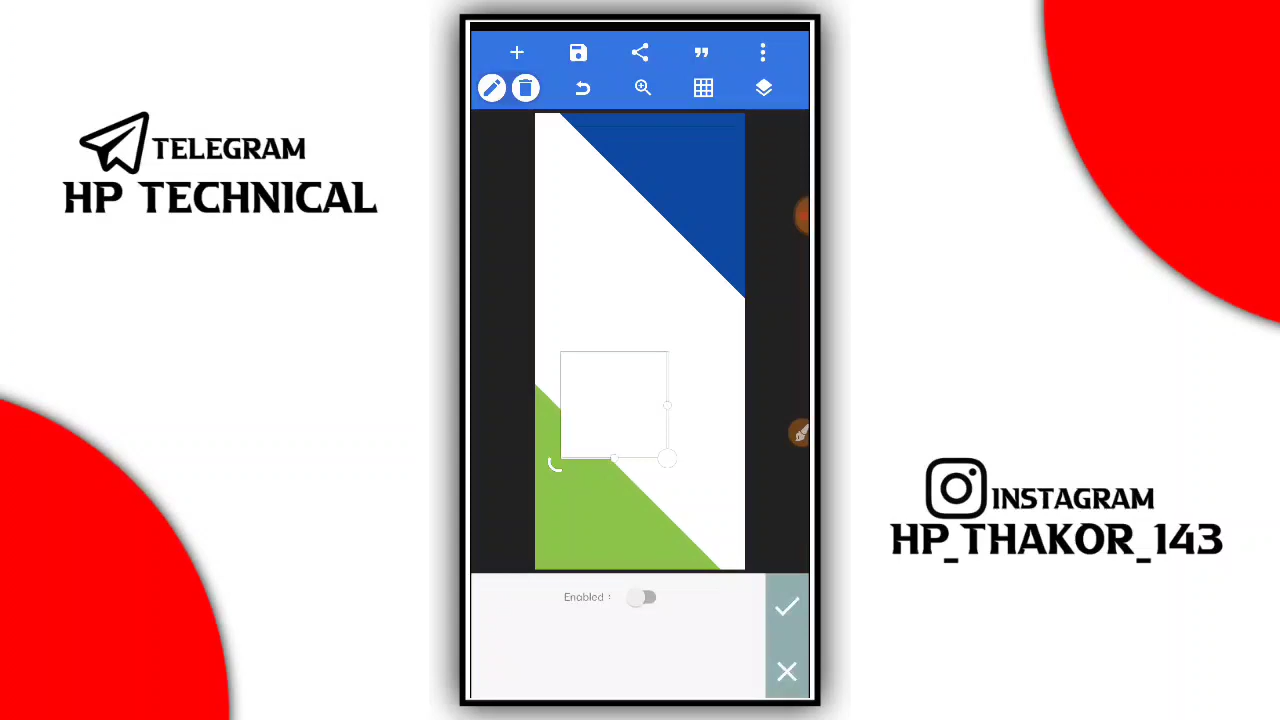 TELEGRAM
HP TECHNICAL
Enabled :
INSTAGRAM
HP_THAKOR_143